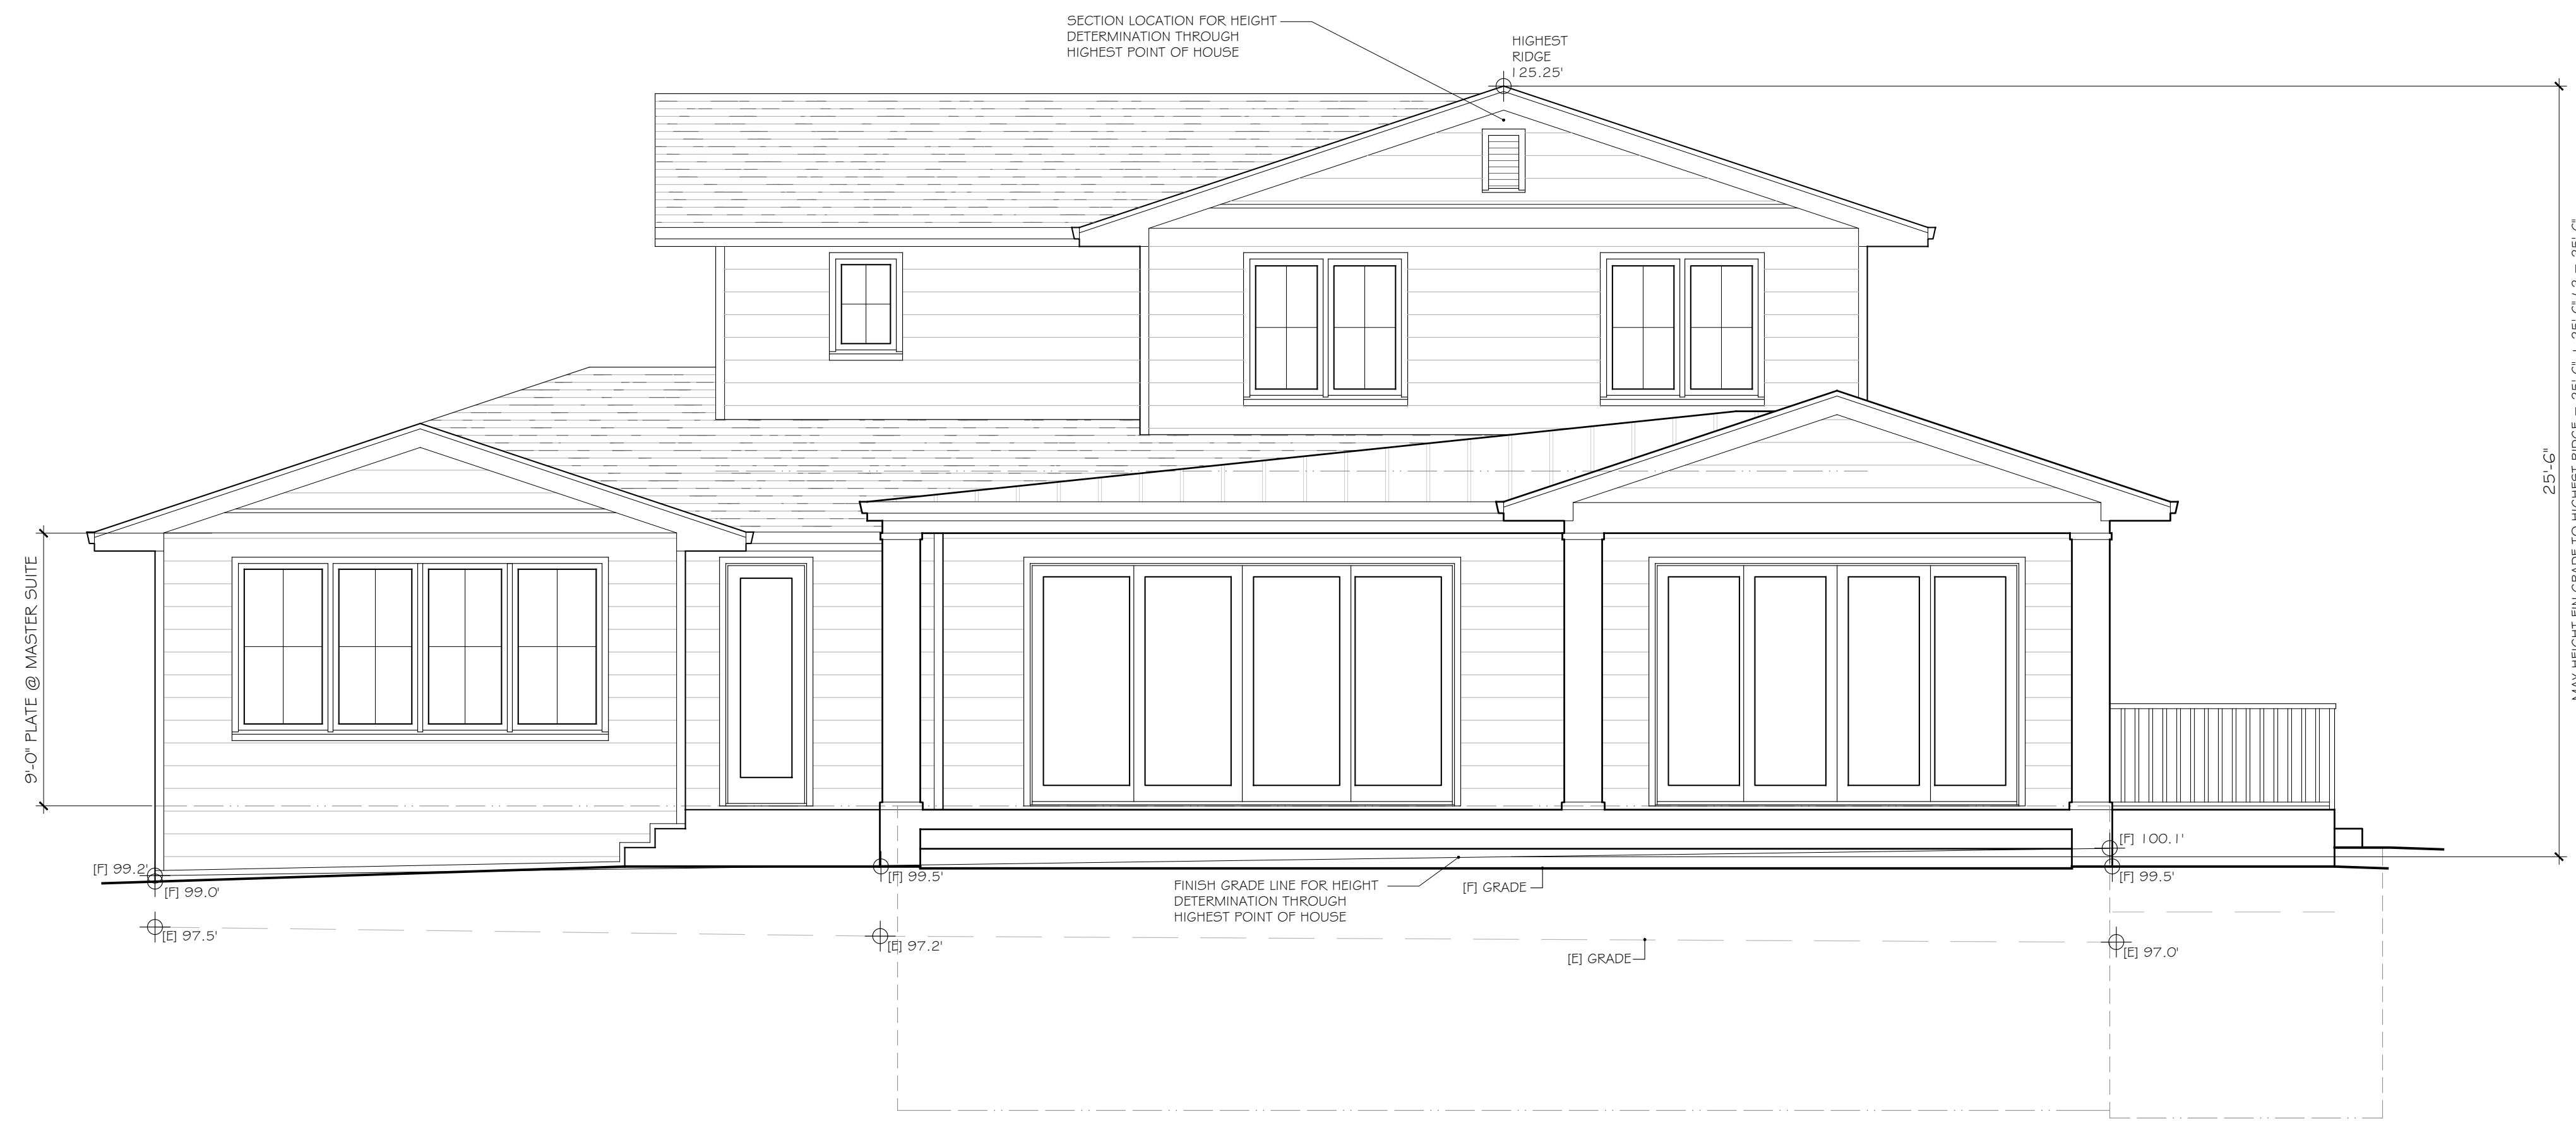 SECTION LOCATION FOR HEIGHT
DETERMINATION THROUGH
HIGHEST POINT OF HOUSE
HIGHEST
RIDGE
125.25'
25'-6"
9'-0" PLATE @ MASTER SUITE
[F] 99.2'
[F] 99.0'
[E] 97.5'
[F] 99.5'
[E] 97.2'
FINISH GRADE LINE FOR HEIGHT
DETERMINATION THROUGH
HIGHEST POINT OF HOUSE
[F] GRADE
[E] GRADE
[F] 100.1'
[F] 99.5'
[E] 97.0'